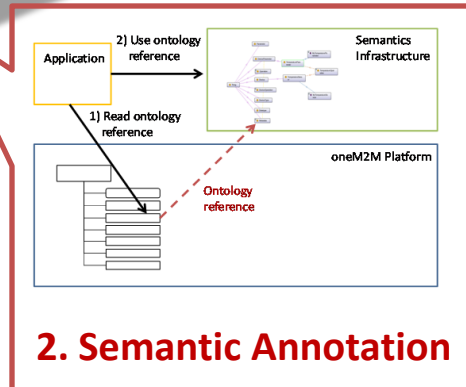 2) Use ontology
reference
Semantics
Infrastructure
Application
1) Read ontology
reference
oneM2M Platform
Ontology
reference
2. Semantic Annotation